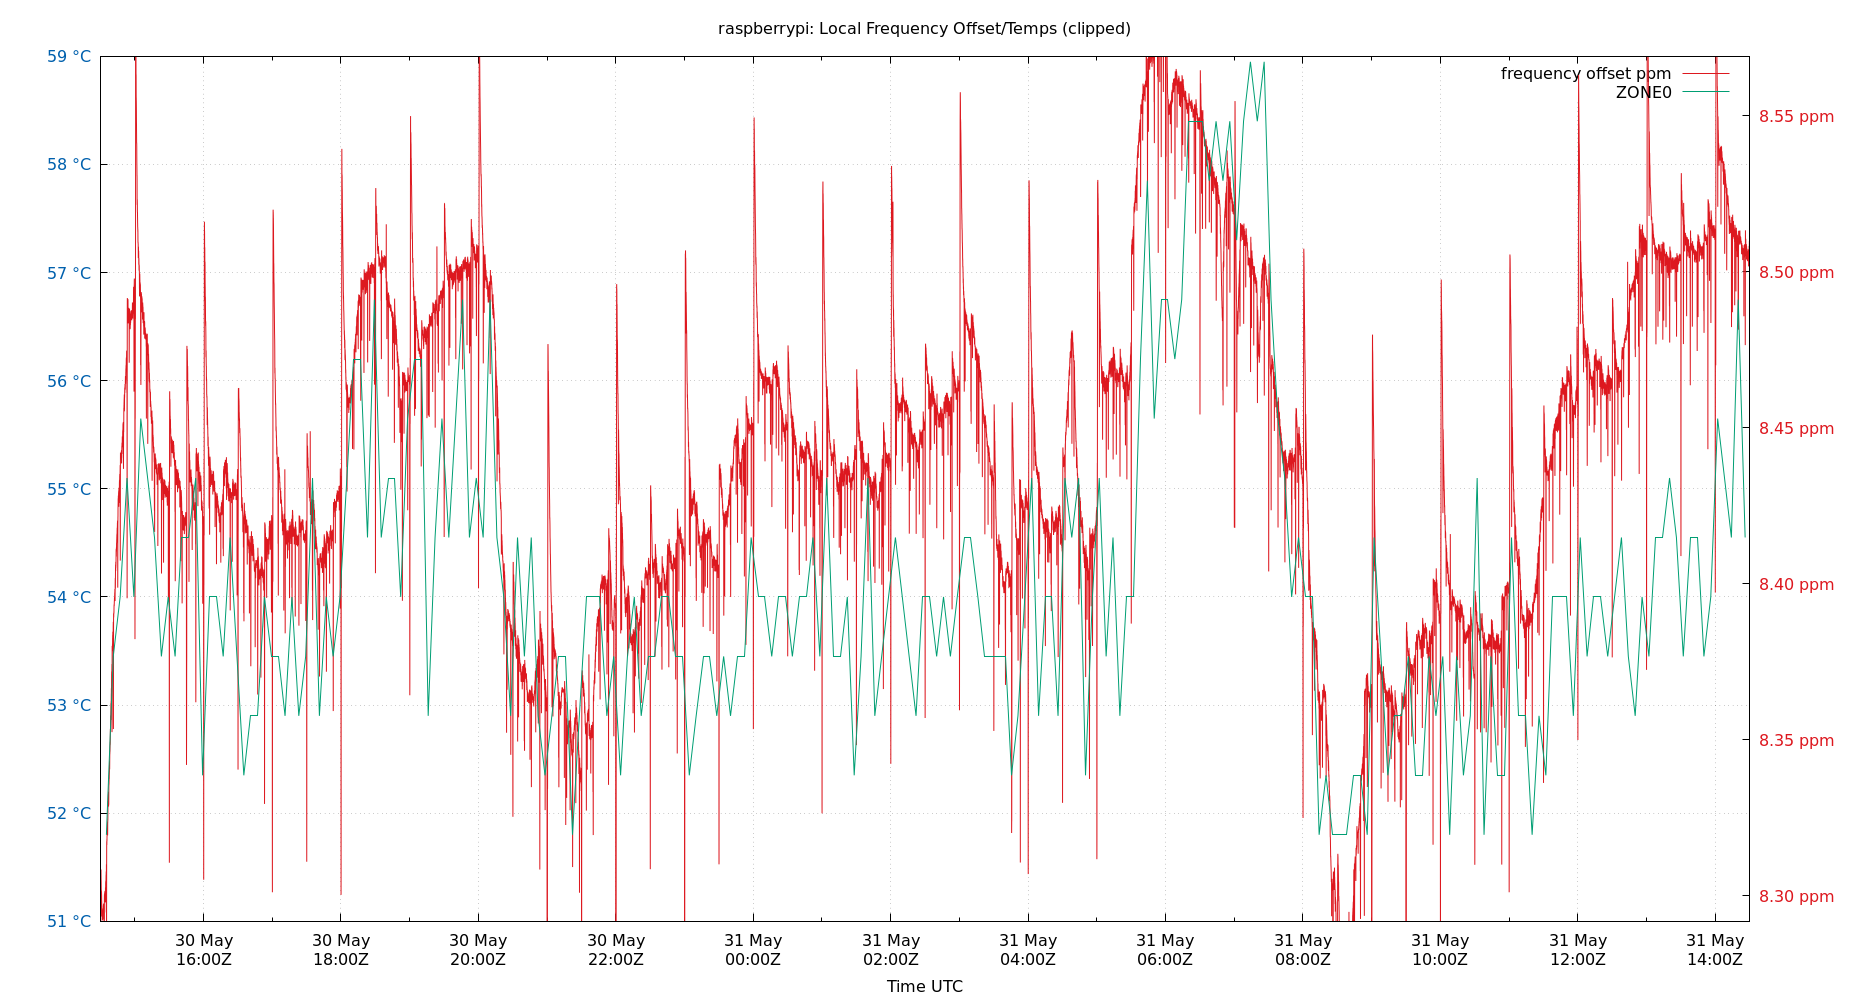 raspberrypi: Local Frequency Offset/Temps (clipped)
59 °C
58 °C
57 °C
56 °C
55 °C
54 °C
53 °C
52 °C
51 °C
frequency offset ppm
ZONE0
8.55 ppm
8.50 ppm
8.45 ppm
8.40 ppm
8.35 ppm
8.30 ppm
30 May
16:00Z
30 May
18:00Z
30 May
20:00Z
30 May
22:00Z
31 May
00:00Z
31 May
02:00Z
31 May
04:00Z
31 May
06:00Z
31 May
08:00Z
31 May
10:00Z
31 May
12:00Z
31 May
14:00Z
Time UTC